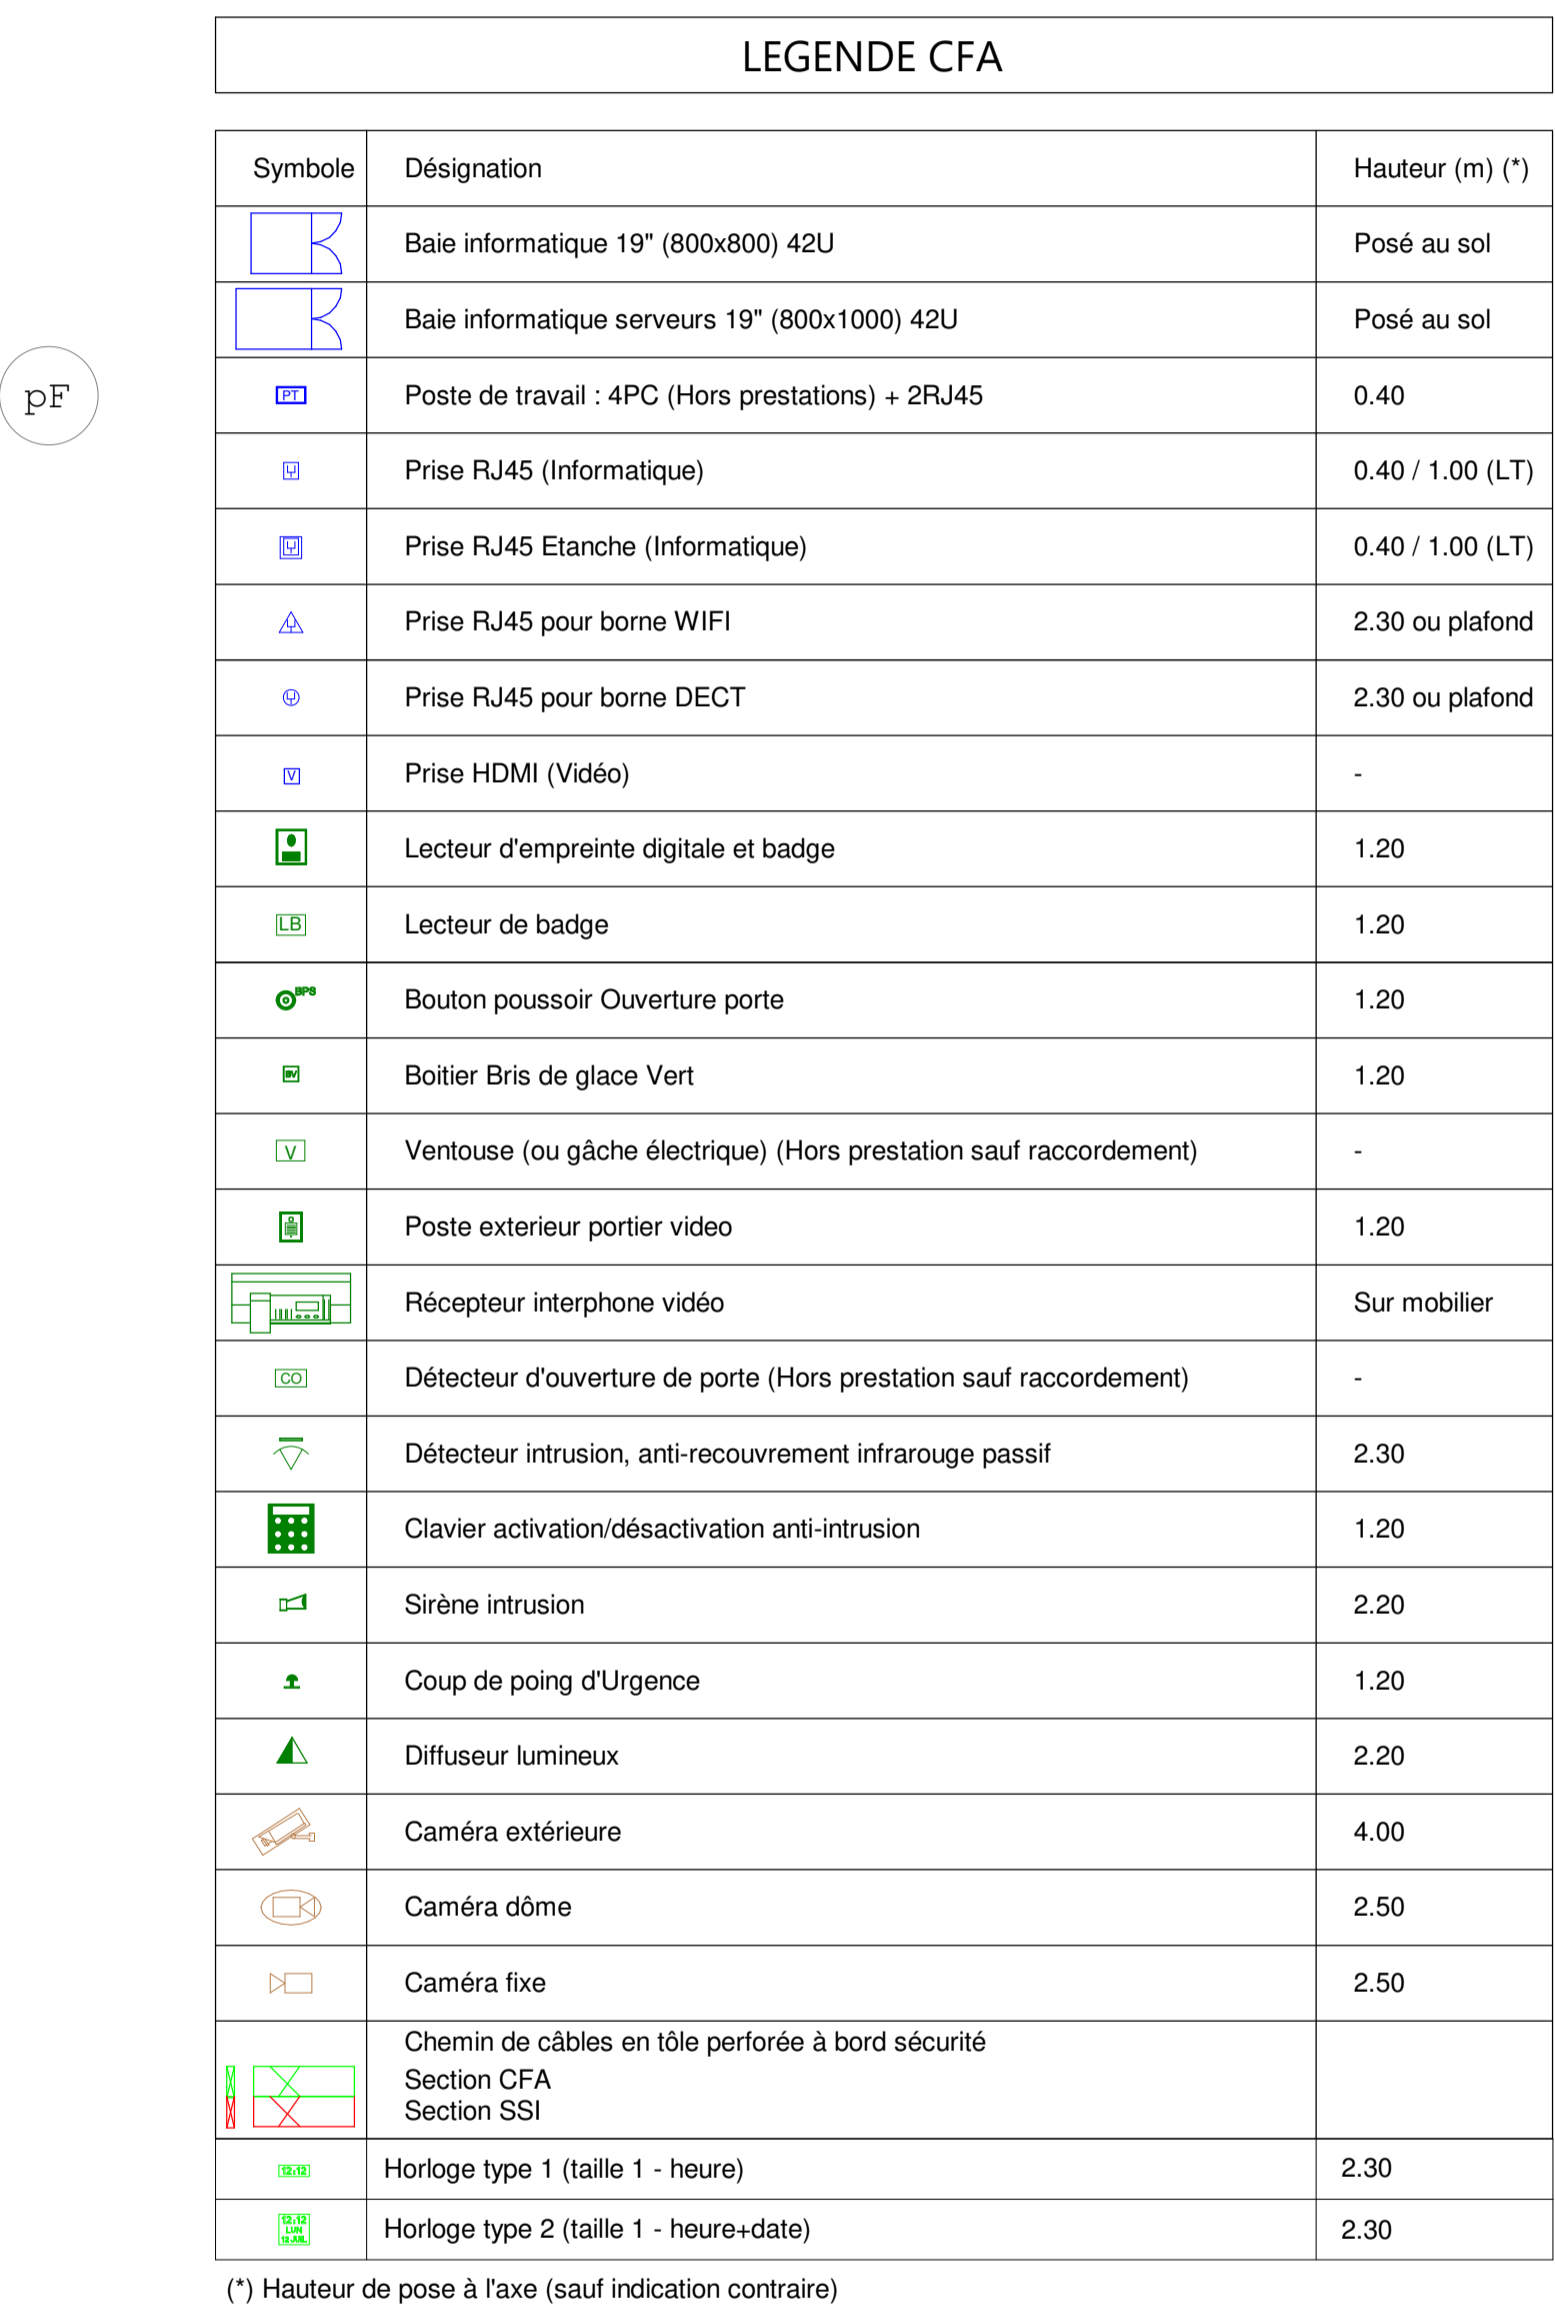 LEGENDE CFA
Symbole Désignation Hauteur (m) (*)
Baie informatique 19" (800x800) 42U Posé au sol
Baie informatique serveurs 19" (800x1000) 42U Posé au sol
pF
PT Poste de travail : 4PC (Hors prestations) + 2RJ45 0.40
Prise RJ45 (Informatique) 0.40 / 1.00 (LT)
Prise RJ45 Etanche (Informatique) 0.40 / 1.00 (LT)
Prise RJ45 pour borne WIFI 2.30 ou plafond
Prise RJ45 pour borne DECT 2.30 ou plafond
V Prise HDMI (Vidéo) -
Lecteur d'empreinte digitale et badge 1.20
LB Lecteur de badge 1.20
BPS Bouton poussoir Ouverture porte 1.20
BV Boitier Bris de glace Vert 1.20
V Ventouse (ou gâche électrique) (Hors prestation sauf raccordement) -
Poste exterieur portier video 1.20
Récepteur interphone vidéo Sur mobilier
CO Détecteur d'ouverture de porte (Hors prestation sauf raccordement) -
Détecteur intrusion, anti-recouvrement infrarouge passif 2.30
Clavier activation/désactivation anti-intrusion 1.20
Sirène intrusion 2.20
Coup de poing d'Urgence 1.20
Diffuseur lumineux 2.20
Caméra extérieure 4.00
Caméra dôme 2.50
Caméra fixe 2.50
Chemin de câbles en tôle perforée à bord sécurité
Section CFA
Section SSI
12:12 Horloge type 1 (taille 1 - heure) 2.30
12:12
LUN
12 JUIL
Horloge type 2 (taille 1 - heure+date) 2.30
(*) Hauteur de pose à l'axe (sauf indication contraire)